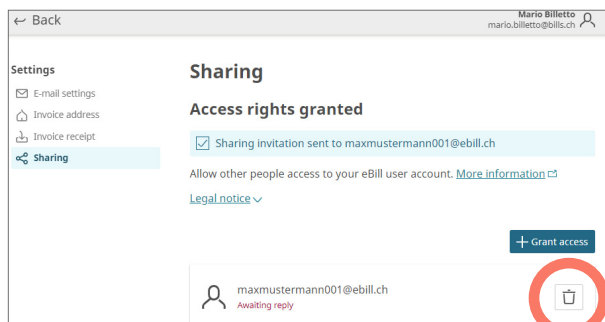 ← Back
Mario Billetto
mario.billetto@bills.ch
Settings
E-mail settings
Invoice address
Invoice receipt
Sharing
Sharing
Access rights granted
Sharing invitation sent to maxmustermann001@ebill.ch
Allow other people access to your eBill user account. More information
Legal notice
+ Grant access
maxmustermann001@ebill.ch
Awaiting reply